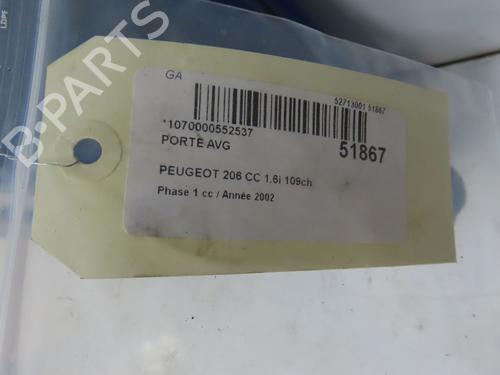 LDPE
B-PARTS
GA
52713001 51867
*1070000552537
PORTE AVG
51867
PEUGEOT 206 CC 1.6i 109ch
Phase 1 cc / Année 2002